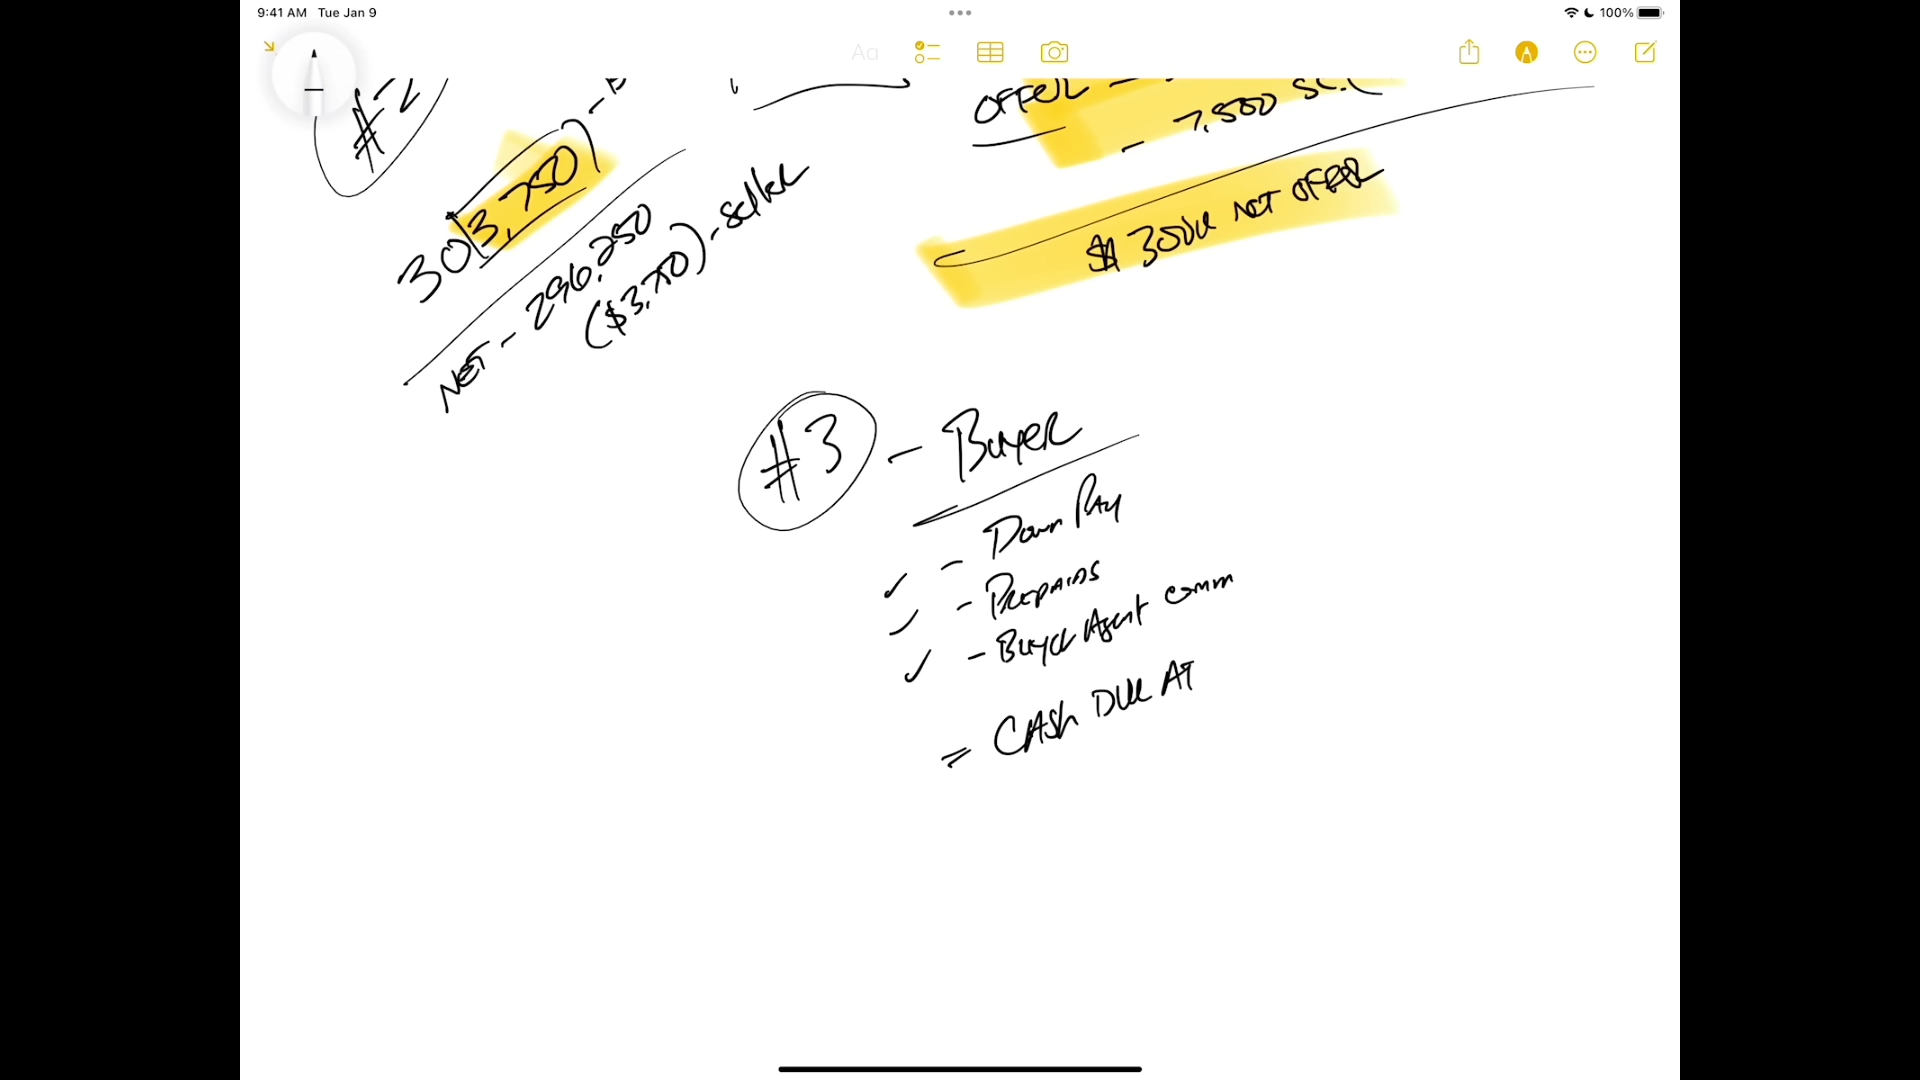 9:41 AM Tue Jan 9
100%
Aa
#2
303,750)
NET - 296,250
($3,750) - seller
OFFER -
- 7,500
$300k NET OFFER
#3 - Buyer
- Down Pay
- Prepaids
- Buyer Agent comm
= CASH DUE AT